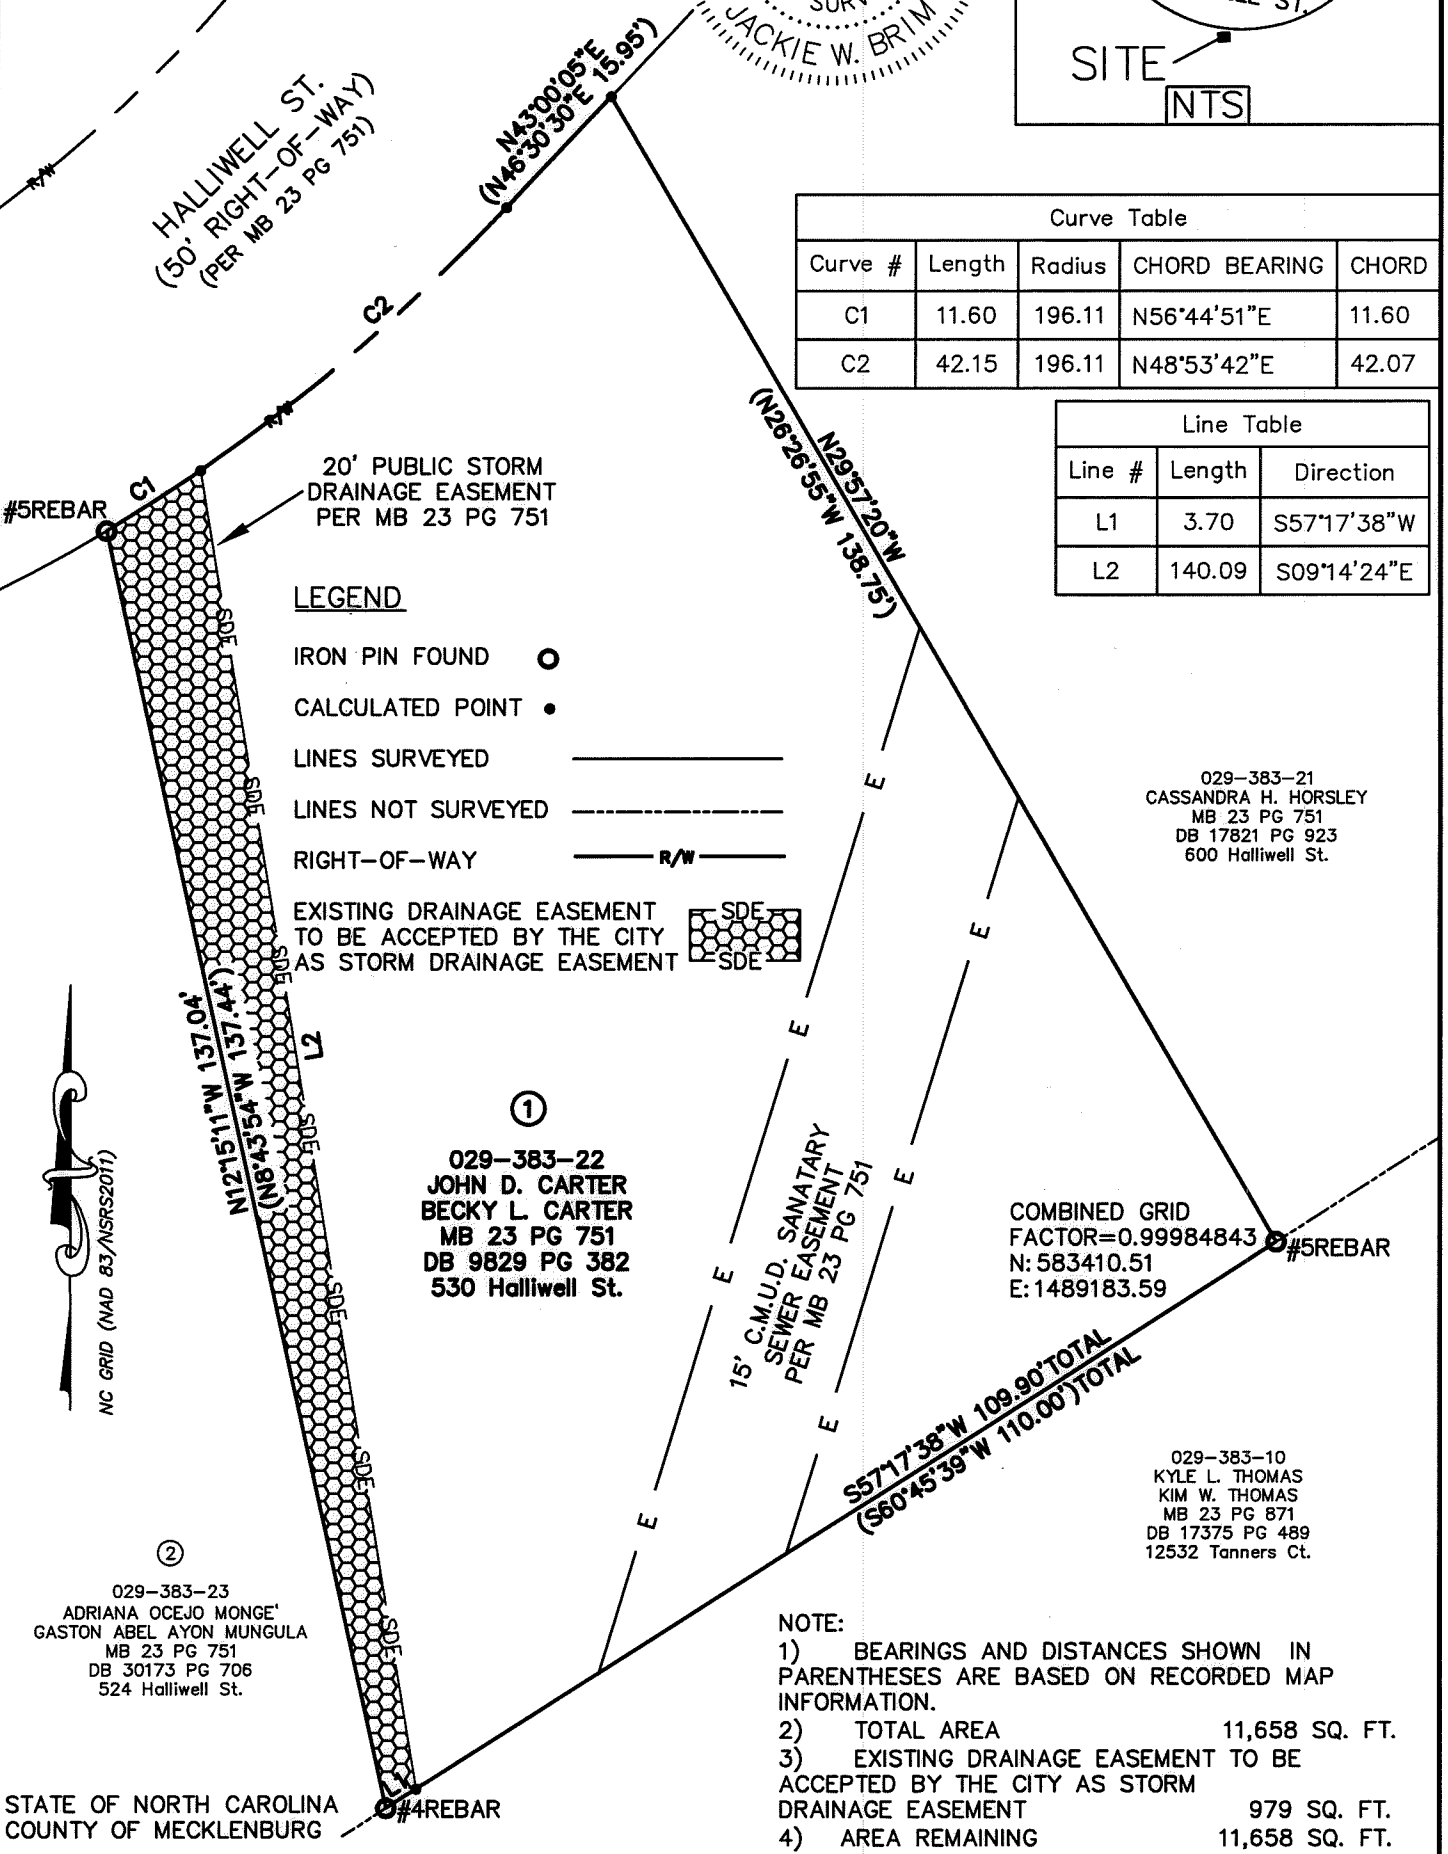 SURV
JACKIE W. BRIM
ST.
SITE
NTS
HALLIWELL ST.
(50' RIGHT-OF-WAY)
(PER MB 23 PG 751)
R/W
N43°00'05"E
(N46°30'30"E 15.95')
C2
R/W
Curve Table
Curve # Length Radius CHORD BEARING CHORD
C1 11.60 196.11 N56°44'51"E 11.60
C2 42.15 196.11 N48°53'42"E 42.07
Line Table
Line # Length Direction
L1 3.70 S57°17'38"W
L2 140.09 S09°14'24"E
N29°57'20"W
(N26°26'55"W 138.75')
C1
#5REBAR
20' PUBLIC STORM
DRAINAGE EASEMENT
PER MB 23 PG 751
LEGEND
IRON PIN FOUND
CALCULATED POINT
LINES SURVEYED
LINES NOT SURVEYED
RIGHT-OF-WAY R/W
EXISTING DRAINAGE EASEMENT
TO BE ACCEPTED BY THE CITY
AS STORM DRAINAGE EASEMENT
SDE
SDE
SDE
SDE
SDE
SDE
SDE
SDE
SDE
E
E
E
E
E
E
E
E
029-383-21
CASSANDRA H. HORSLEY
MB 23 PG 751
DB 17821 PG 923
600 Halliwell St.
N12°15'11"W 137.04'
(N8°43'54"W 137.44')
L2
NC GRID (NAD 83/NSRS2011)
1
029-383-22
JOHN D. CARTER
BECKY L. CARTER
MB 23 PG 751
DB 9829 PG 382
530 Halliwell St.
15' C.M.U.D. SANATARY
SEWER EASEMENT
PER MB 23 PG 751
COMBINED GRID
FACTOR=0.99984843
N: 583410.51
E: 1489183.59
#5REBAR
S57°17'38"W 109.90'TOTAL
(S60°45'39"W 110.00')TOTAL
029-383-10
KYLE L. THOMAS
KIM W. THOMAS
MB 23 PG 871
DB 17375 PG 489
12532 Tanners Ct.
2
029-383-23
ADRIANA OCEJO MONGE'
GASTON ABEL AYON MUNGULA
MB 23 PG 751
DB 30173 PG 706
524 Halliwell St.
L1
#4REBAR
STATE OF NORTH CAROLINA
COUNTY OF MECKLENBURG
NOTE:
1) BEARINGS AND DISTANCES SHOWN IN
PARENTHESES ARE BASED ON RECORDED MAP
INFORMATION.
2) TOTAL AREA 11,658 SQ. FT.
3) EXISTING DRAINAGE EASEMENT TO BE
ACCEPTED BY THE CITY AS STORM
DRAINAGE EASEMENT 979 SQ. FT.
4) AREA REMAINING 11,658 SQ. FT.